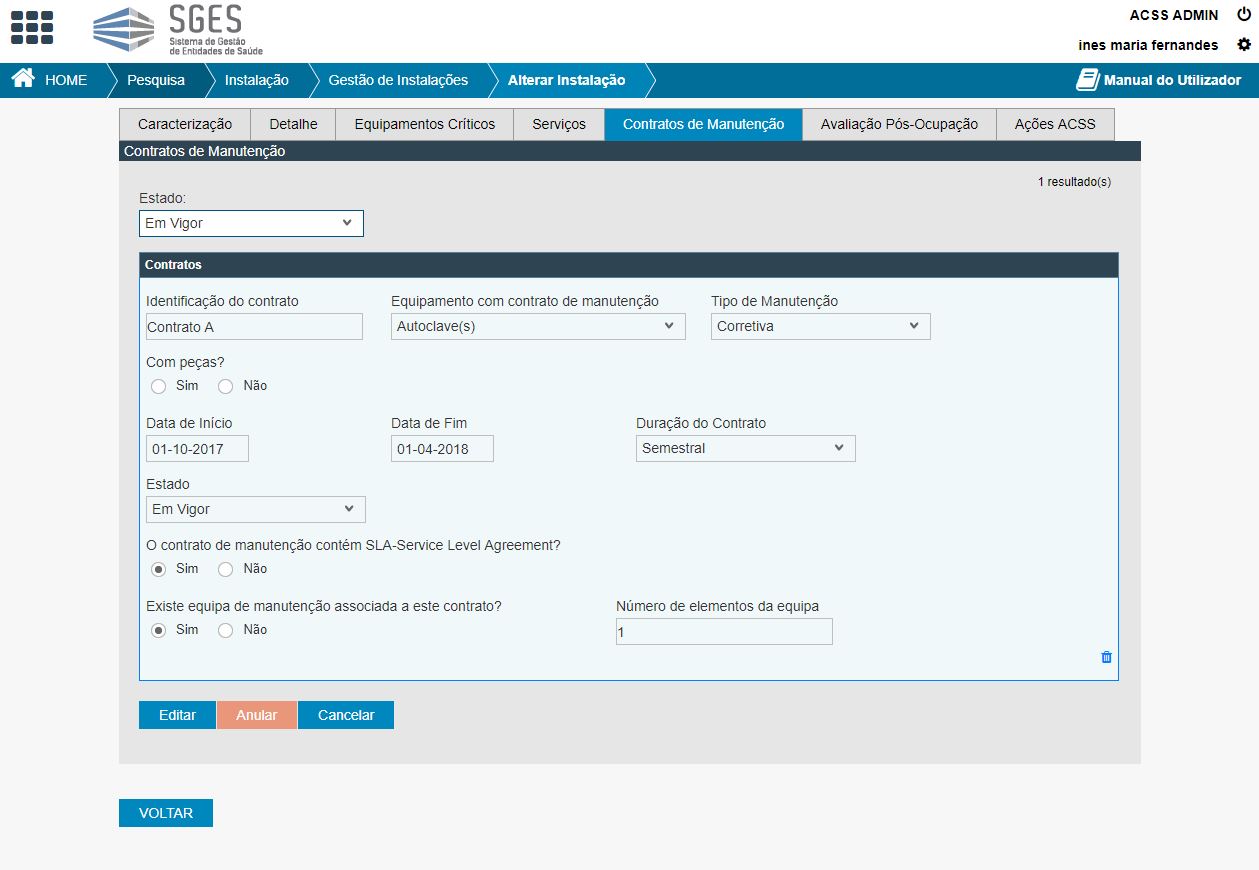 SGES
Sistema de Gestão
de Entidades de Saúde
ACSS ADMIN
ines maria fernandes
HOME Pesquisa Instalação Gestão de Instalações Alterar Instalação Manual do Utilizador
Caracterização Detalhe Equipamentos Críticos Serviços Contratos de Manutenção Avaliação Pós-Ocupação Ações ACSS
Contratos de Manutenção
1 resultado(s)
Estado:
Em Vigor
Contratos
Identificação do contrato Equipamento com contrato de manutenção Tipo de Manutenção
Contrato A Autoclave(s) Corretiva
Com peças?
Sim Não
Data de Início Data de Fim Duração do Contrato
01-10-2017 01-04-2018 Semestral
Estado
Em Vigor
O contrato de manutenção contém SLA-Service Level Agreement?
Sim Não
Existe equipa de manutenção associada a este contrato? Número de elementos da equipa
Sim Não 1
Editar Anular Cancelar
VOLTAR